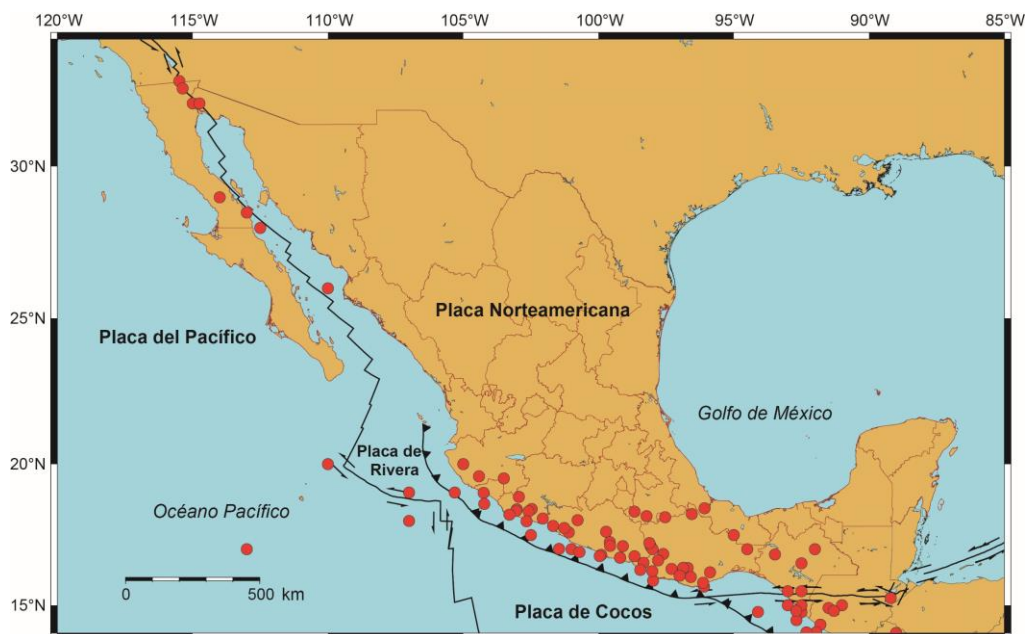 120°W 115°W 110°W 105°W 100°W 95°W 90°W 85°W
30°N
25°N
20°N
15°N
Placa Norteamericana
Placa del Pacífico
Golfo de México
Placa de
Rivera
Océano Pacífico
0 500 km
Placa de Cocos